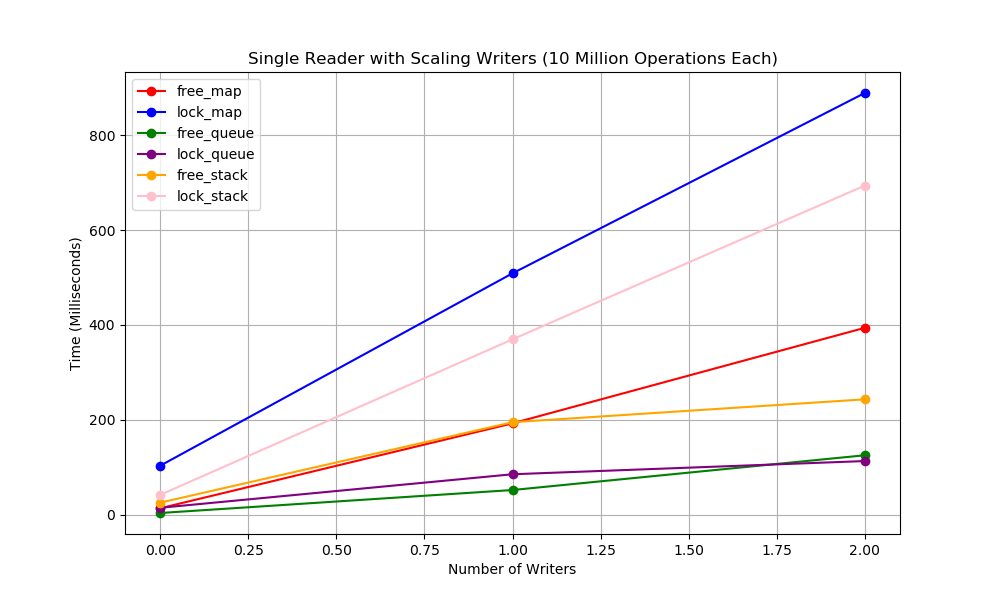 Single Reader with Scaling Writers (10 Million Operations Each)
free_map
lock_map
free_queue
lock_queue
free_stack
lock_stack
Time (Milliseconds)
800
600
400
200
0
0.00 0.25 0.50 0.75 1.00 1.25 1.50 1.75 2.00
Number of Writers